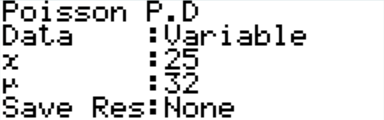 Poisson P.D
Data :Variable
x :25
μ :32
Save Res:None